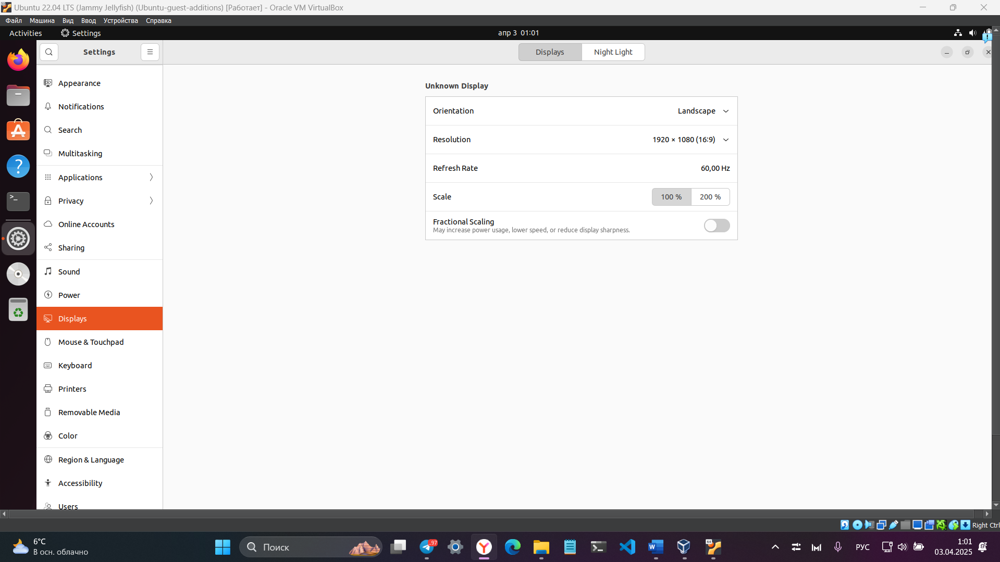 Ubuntu 22.04 LTS (Jammy Jellyfish) (Ubuntu-guest-additions) [Работает] - Oracle VM VirtualBox
Файл Машина Вид Ввод Устройства Справка
Activities Settings апр 3 01:01
Settings Displays Night Light
Appearance
Notifications
Search
Multitasking
Applications
Privacy
Online Accounts
Sharing
Sound
Power
Displays
Mouse & Touchpad
Keyboard
Printers
Removable Media
Color
Region & Language
Accessibility
Users
Unknown Display
Orientation Landscape
Resolution 1920 × 1080 (16:9)
Refresh Rate 60,00 Hz
Scale 100 % 200 %
Fractional Scaling
May increase power usage, lower speed, or reduce display sharpness.
Right Ctrl
6°C
В осн. облачно
Поиск
97
64
РУС
1:01
03.04.2025